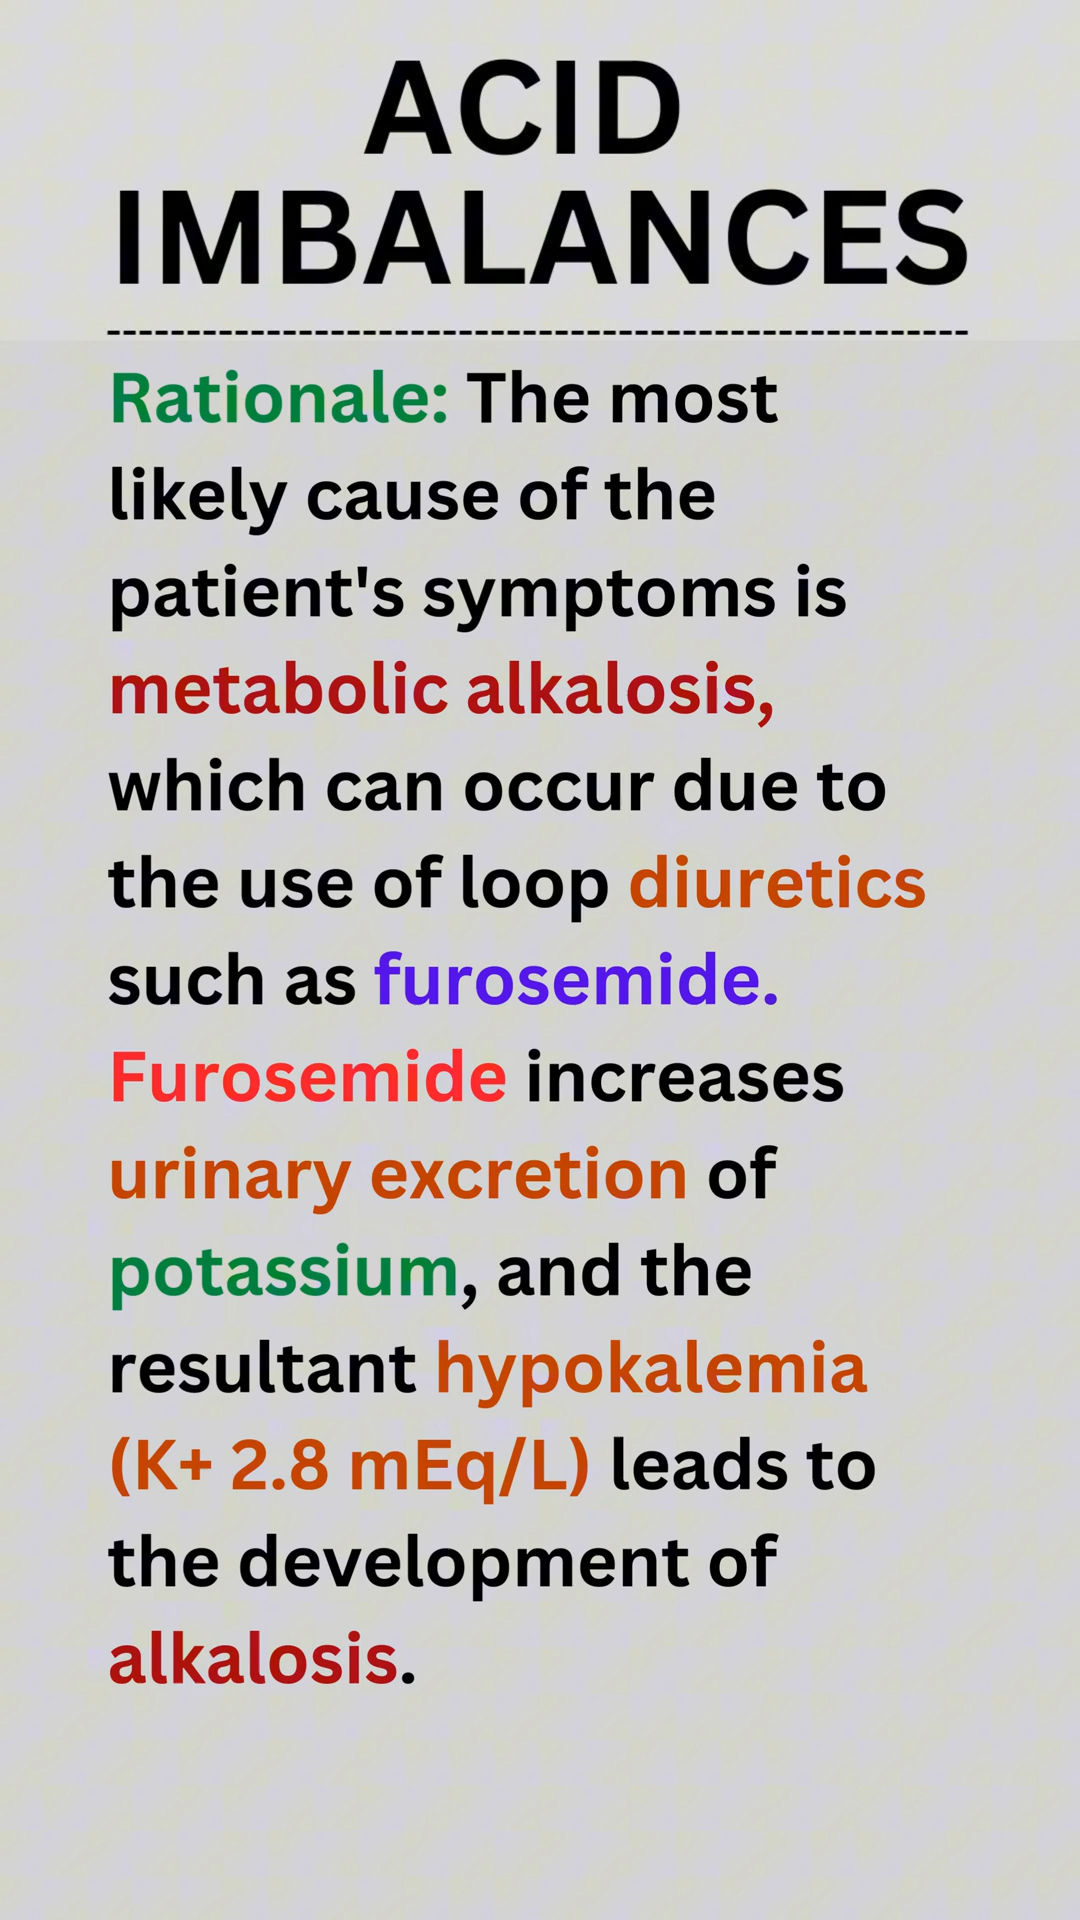 ACID
IMBALANCES
------------------------------------------------------
Rationale: The most
likely cause of the
patient's symptoms is
metabolic alkalosis,
which can occur due to
the use of loop diuretics
such as furosemide.
Furosemide increases
urinary excretion of
potassium, and the
resultant hypokalemia
(K+ 2.8 mEq/L) leads to
the development of
alkalosis.